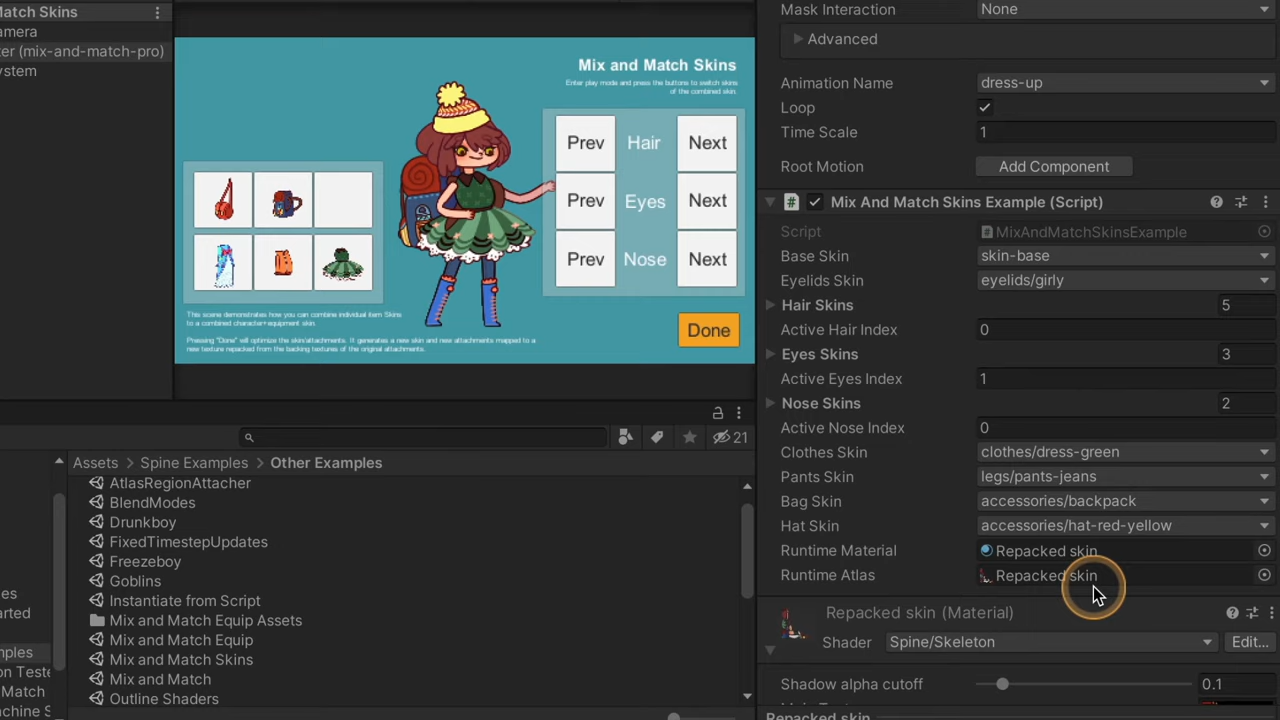 Match Skins
amera
ter (mix-and-match-pro)
ystem
Mix and Match Skins
Enter play mode and press the buttons to switch skins
of the combined skin.
Prev Hair Next
Prev Eyes Next
Prev Nose Next
This scene demonstrates how you can combine individual item Skins
to a combined character+equipment skin.
Pressing "Done" will optimize the skin/attachments. It generates a new skin and new attachments mapped to a
new texture repacked from the backing textures of the original attachments.
Done
21
Assets > Spine Examples > Other Examples
AtlasRegionAttacher
BlendModes
Drunkboy
FixedTimestepUpdates
Freezeboy
Goblins
Instantiate from Script
Mix and Match Equip Assets
Mix and Match Equip
Mix and Match Skins
Mix and Match
Outline Shaders
es
arted
mples
on Teste
Match
achine S
Mask Interaction None
Advanced
Animation Name dress-up
Loop
Time Scale 1
Root Motion Add Component
# Mix And Match Skins Example (Script)
Script MixAndMatchSkinsExample
Base Skin skin-base
Eyelids Skin eyelids/girly
Hair Skins 5
Active Hair Index 0
Eyes Skins 3
Active Eyes Index 1
Nose Skins 2
Active Nose Index 0
Clothes Skin clothes/dress-green
Pants Skin legs/pants-jeans
Bag Skin accessories/backpack
Hat Skin accessories/hat-red-yellow
Runtime Material Repacked skin
Runtime Atlas Repacked skin
Repacked skin (Material)
Shader Spine/Skeleton Edit...
Shadow alpha cutoff 0.1
Repacked skin